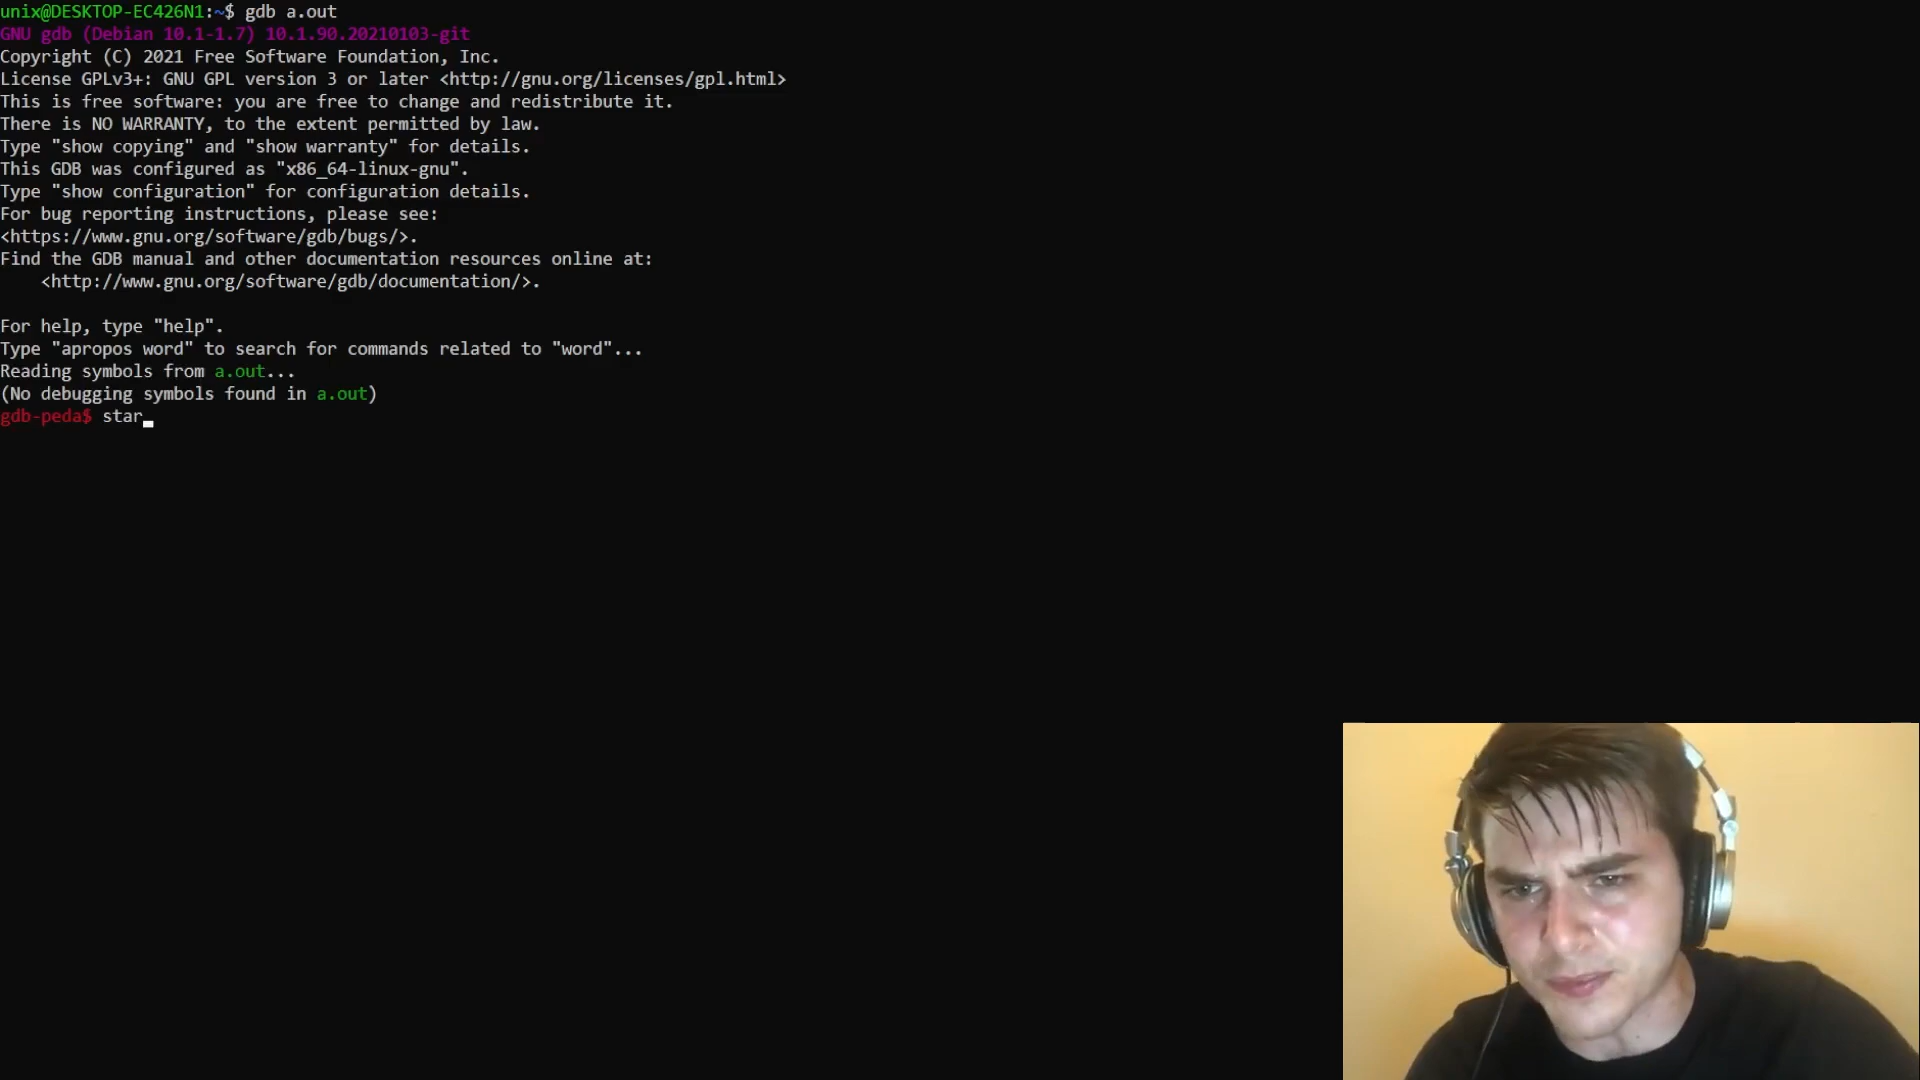 unix@DESKTOP-EC426N1:~$ gdb a.out
GNU gdb (Debian 10.1-1.7) 10.1.90.20210103-git
Copyright (C) 2021 Free Software Foundation, Inc.
License GPLv3+: GNU GPL version 3 or later <http://gnu.org/licenses/gpl.html>
This is free software: you are free to change and redistribute it.
There is NO WARRANTY, to the extent permitted by law.
Type "show copying" and "show warranty" for details.
This GDB was configured as "x86_64-linux-gnu".
Type "show configuration" for configuration details.
For bug reporting instructions, please see:
<https://www.gnu.org/software/gdb/bugs/>.
Find the GDB manual and other documentation resources online at:
    <http://www.gnu.org/software/gdb/documentation/>.

For help, type "help".
Type "apropos word" to search for commands related to "word"...
Reading symbols from a.out...
(No debugging symbols found in a.out)
gdb-peda$ star